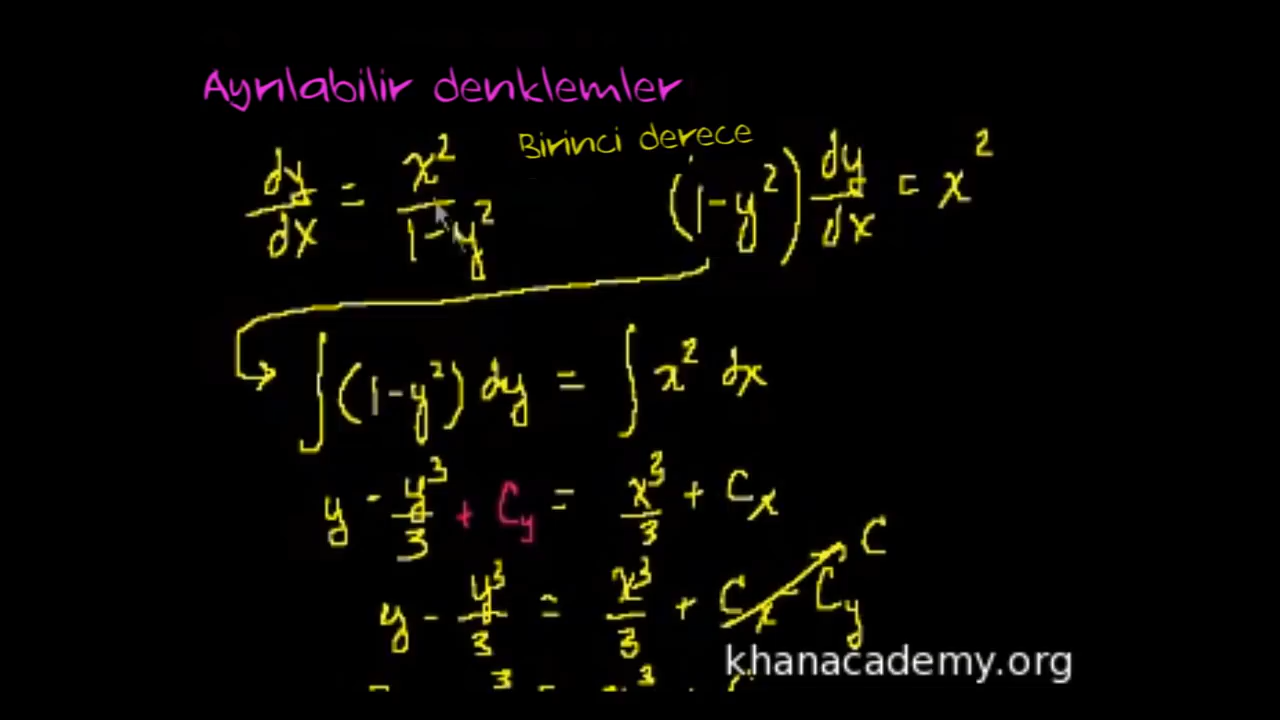 Ayrılabilir denklemler
Birinci derece
dy/dx = x²/(1-y²)
(1-y²) dy/dx = x²
∫(1-y²) dy = ∫ x² dx
y - y³/3 + C_y = x³/3 + C_x
y - y³/3 = x³/3 + C_x - C_y
C
khanacademy.org